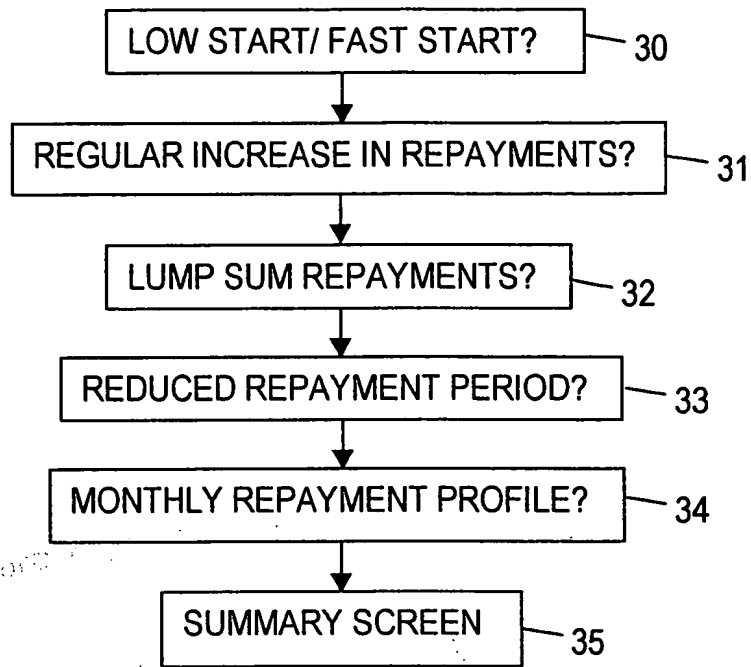 LOW START/ FAST START? 30
REGULAR INCREASE IN REPAYMENTS? 31
LUMP SUM REPAYMENTS? 32
REDUCED REPAYMENT PERIOD? 33
MONTHLY REPAYMENT PROFILE? 34
SUMMARY SCREEN 35